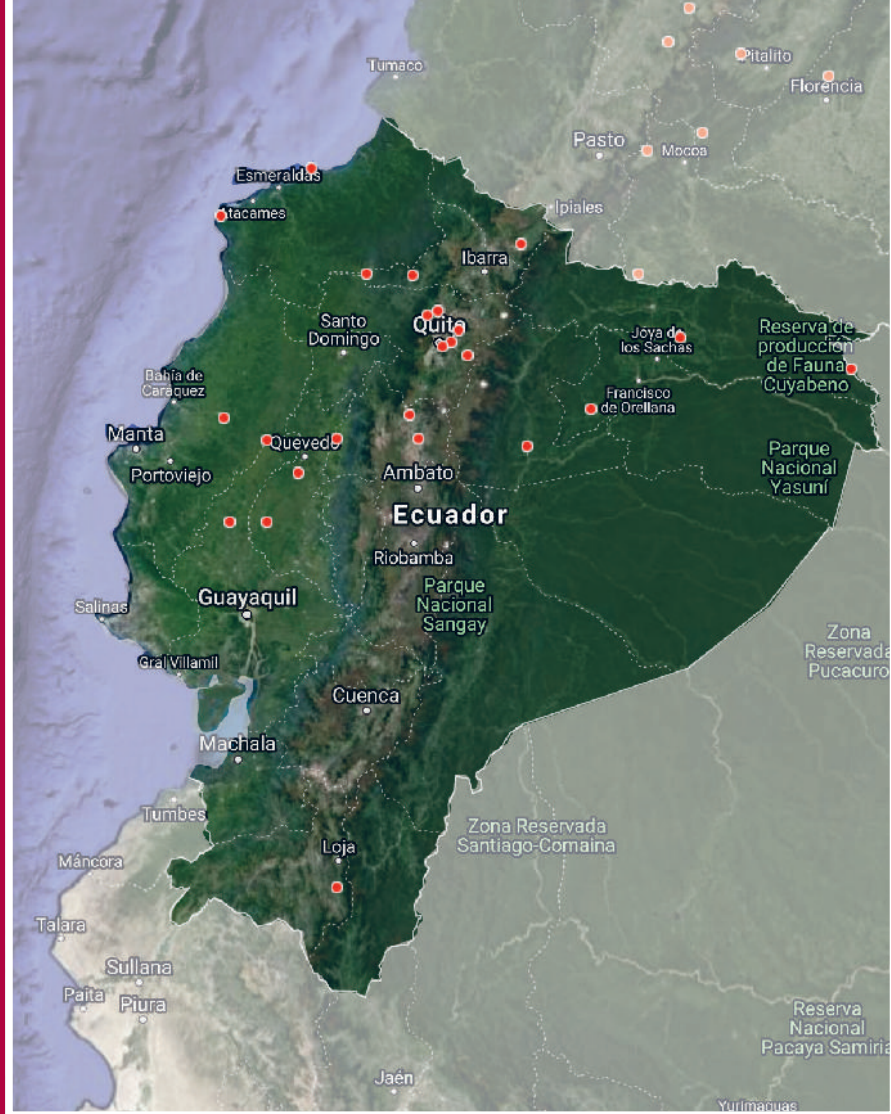 Tumaco
Pitalito
Florencia
Pasto
Mocoa
Esmeraldas
Atacames
Ipiales
Ibarra
Santo
Domingo
Quito
Joya de
los Sachas
Reserva de
producción
de Fauna
Cuyabeno
Bahía de
Caráquez
Francisco
de Orellana
Manta
Quevedo
Portoviejo
Ambato
Parque
Nacional
Yasuní
Ecuador
Riobamba
Parque
Nacional
Sangay
Guayaquil
Salinas
Zona
Reservada
Pucacuro
Gral Villamil
Cuenca
Machala
Tumbes
Zona Reservada
Santiago-Comaina
Loja
Máncora
Talara
Sullana
Paita
Piura
Reserva
Nacional
Pacaya Samiria
Jaén
Yurimaguas